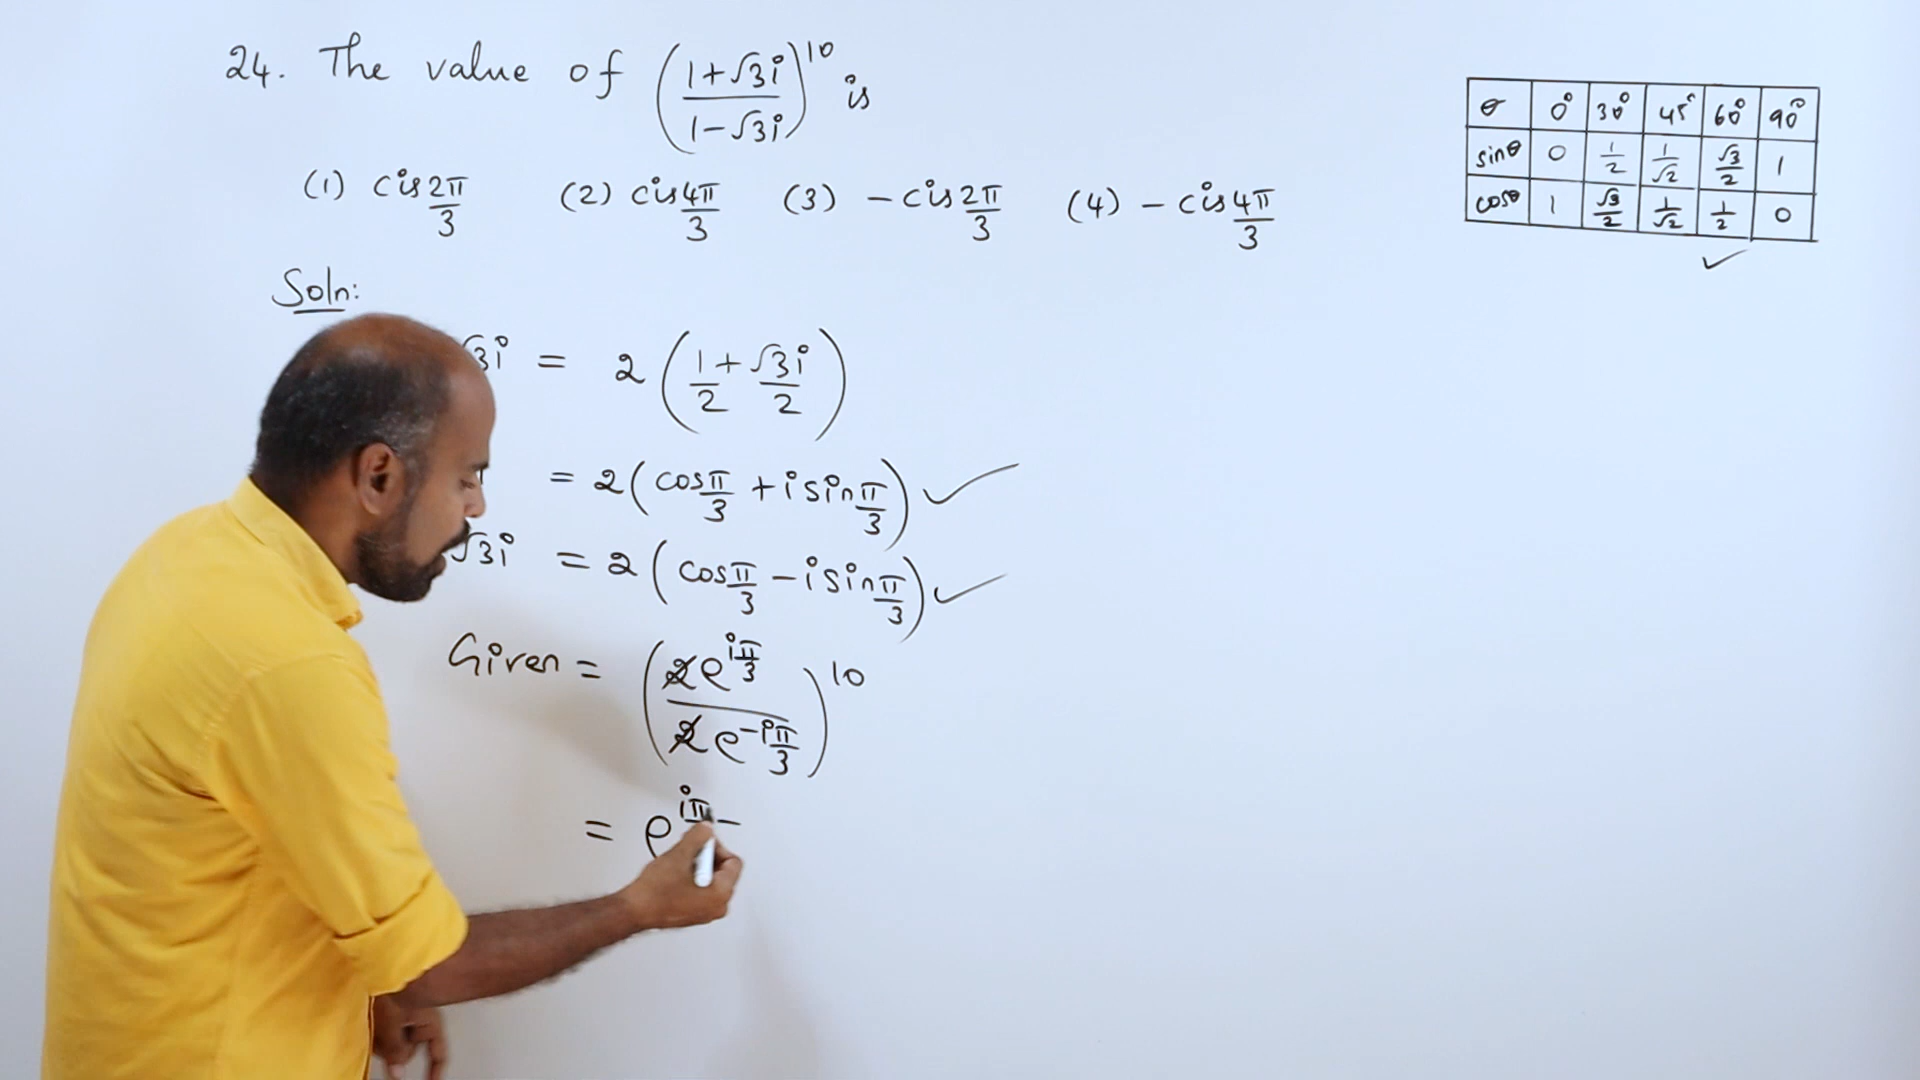 24. The value of ((1+√3i)/(1-√3i))^10 is
(1) cis 2π/3 (2) cis 4π/3 (3) - cis 2π/3 (4) - cis 4π/3
θ 0° 30° 45° 60° 90°
sinθ 0 1/2 1/√2 √3/2 1
cosθ 1 √3/2 1/√2 1/2 0
✓
Soln:
√3i = 2(1/2 + √3i/2)
= 2(cos π/3 + i sin π/3) ✓
√3i = 2(cos π/3 - i sin π/3) ✓
Given = (2e^(iπ/3)/2e^(-iπ/3))^10
= e^(iπ -